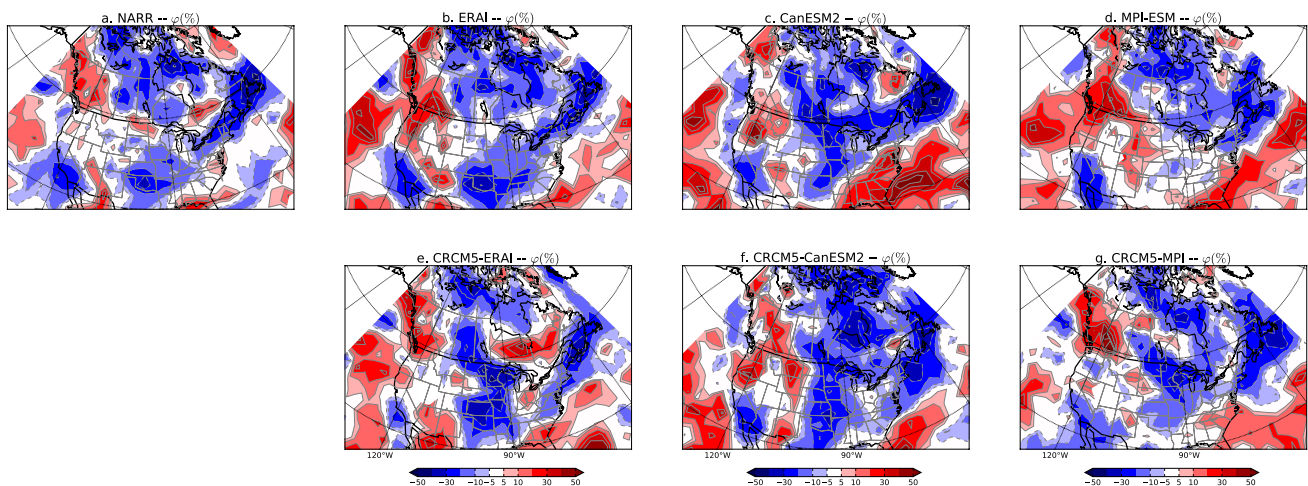 a. NARR -- φ(%)
b. ERAI -- φ(%)
c. CanESM2 − φ(%)
d. MPI-ESM -- φ(%)
e. CRCM5-ERAI -- φ(%)
f. CRCM5-CanESM2 − φ(%)
g. CRCM5-MPI -- φ(%)
120°W 90°W 120°W 90°W 120°W 90°W
−50 −30 −10 −5 5 10 30 50
−50 −30 −10 −5 5 10 30 50
−50 −30 −10 −5 5 10 30 50